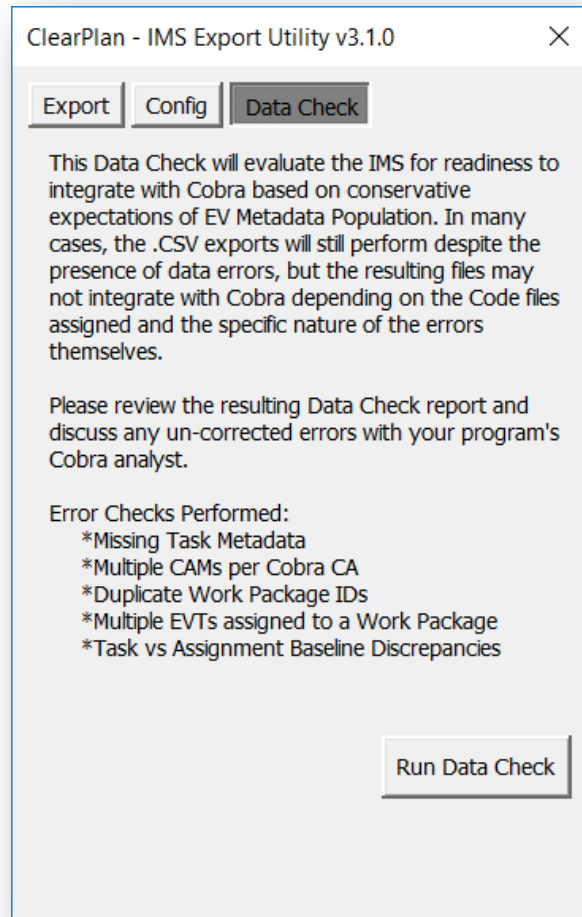 ClearPlan - IMS Export Utility v3.1.0
Export Config Data Check
This Data Check will evaluate the IMS for readiness to
integrate with Cobra based on conservative
expectations of EV Metadata Population. In many
cases, the .CSV exports will still perform despite the
presence of data errors, but the resulting files may
not integrate with Cobra depending on the Code files
assigned and the specific nature of the errors
themselves.
Please review the resulting Data Check report and
discuss any un-corrected errors with your program's
Cobra analyst.
Error Checks Performed:
*Missing Task Metadata
*Multiple CAMs per Cobra CA
*Duplicate Work Package IDs
*Multiple EVTs assigned to a Work Package
*Task vs Assignment Baseline Discrepancies
Run Data Check